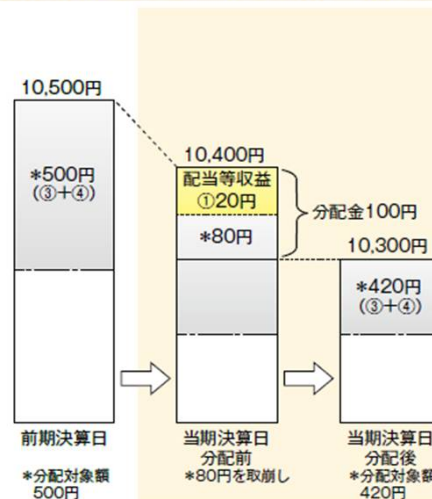 10,500円
*500円
(③+④)
10,400円
配当等収益
①20円
*80円
分配金100円
10,300円
*420円
(③+④)
前期決算日
*分配対象額
500円
当期決算日
分配前
*80円を取崩し
当期決算日
分配後
*分配対象額
420円